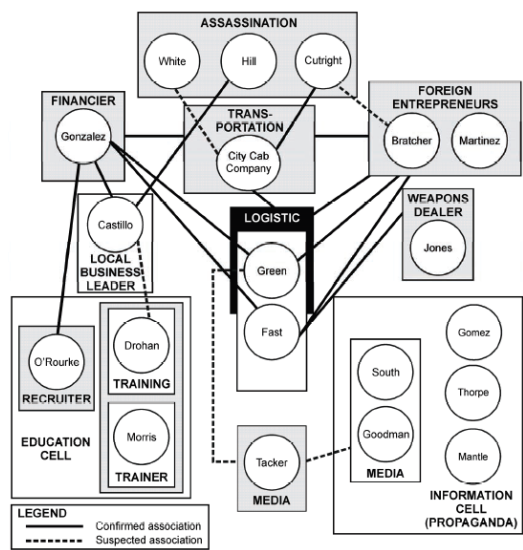 ASSASSINATION
White
Hill
Cutright
FINANCIER
Gonzalez
TRANS-
PORTATION
City Cab
Company
FOREIGN
ENTREPRENEURS
Bratcher
Martinez
Castillo
LOCAL
BUSINESS
LEADER
LOGISTIC
Green
Fast
WEAPONS
DEALER
Jones
O'Rourke
RECRUITER
EDUCATION
CELL
Drohan
TRAINING
Morris
TRAINER
Tacker
MEDIA
South
Goodman
MEDIA
Gomez
Thorpe
Mantle
INFORMATION
CELL
(PROPAGANDA)
LEGEND
Confirmed association
Suspected association